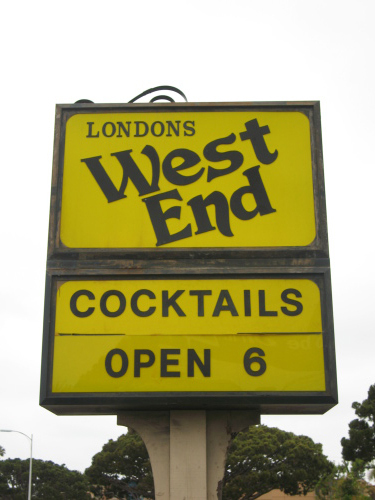 LONDONS
West
End
COCKTAILS
OPEN 6